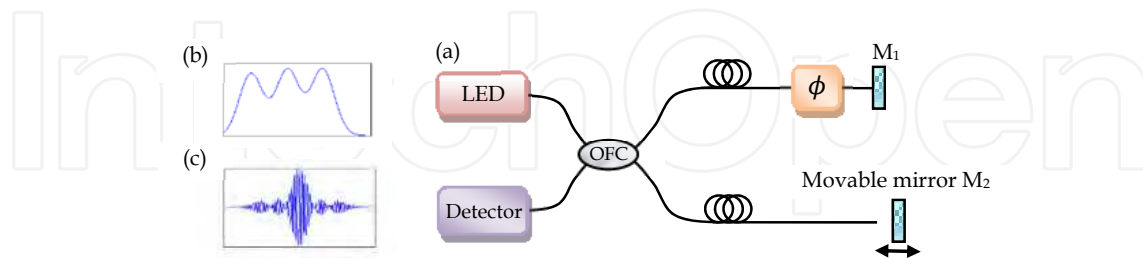 IntechOpen
(b)
(c)
(a)
LED
OFC
Detector
ϕ
M1
Movable mirror M2